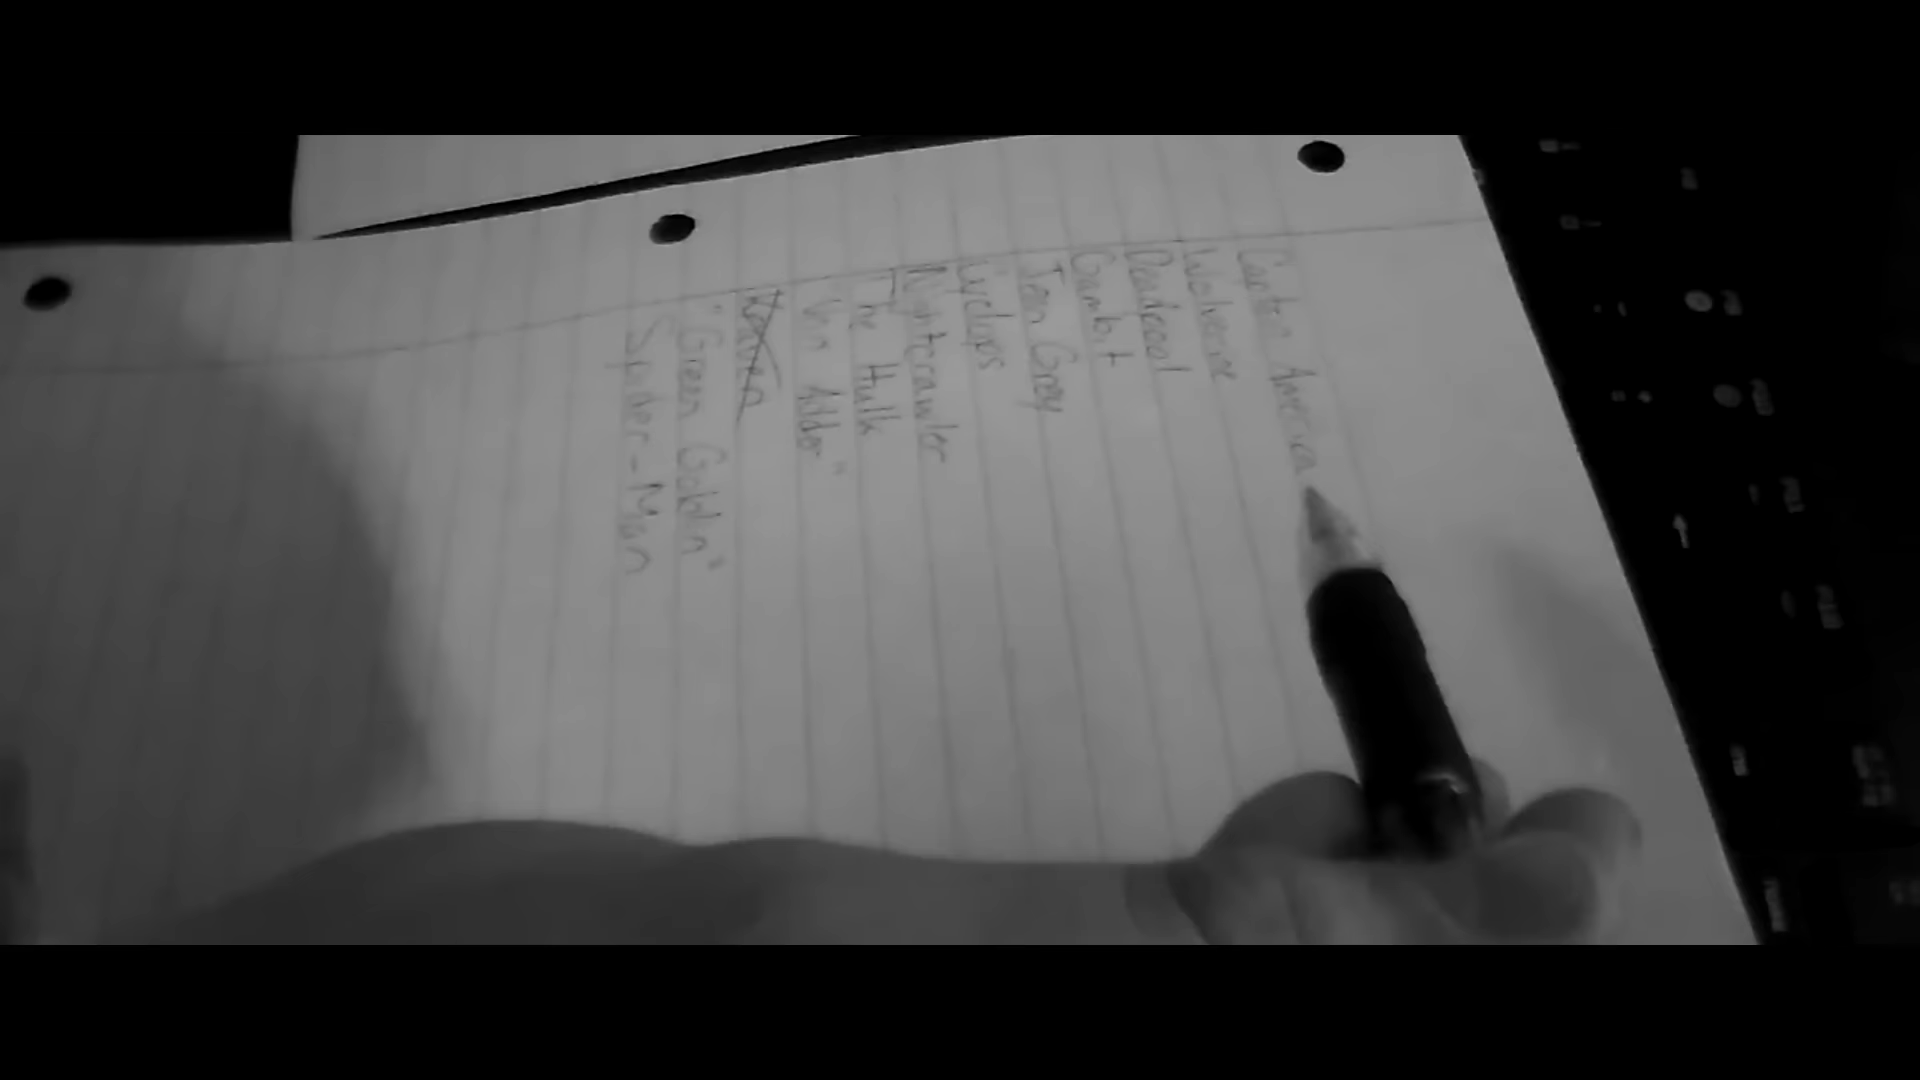 Captain America
Wolverine
Deadpool
Gambit
Jean Grey
Cyclops
Nightcrawler
The Hulk
"Green Goblin"
Spider-Man